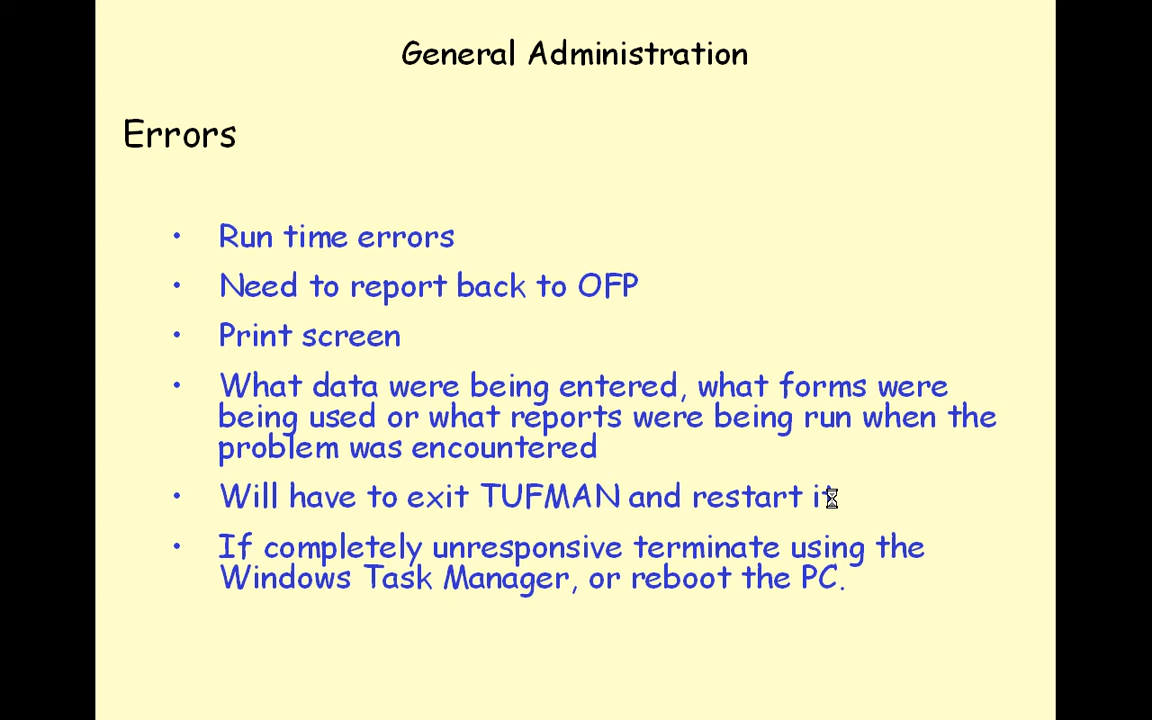 General Administration
Errors
• Run time errors
• Need to report back to OFP
• Print screen
• What data were being entered, what forms were
being used or what reports were being run when the
problem was encountered
• Will have to exit TUFMAN and restart it
• If completely unresponsive terminate using the
Windows Task Manager, or reboot the PC.